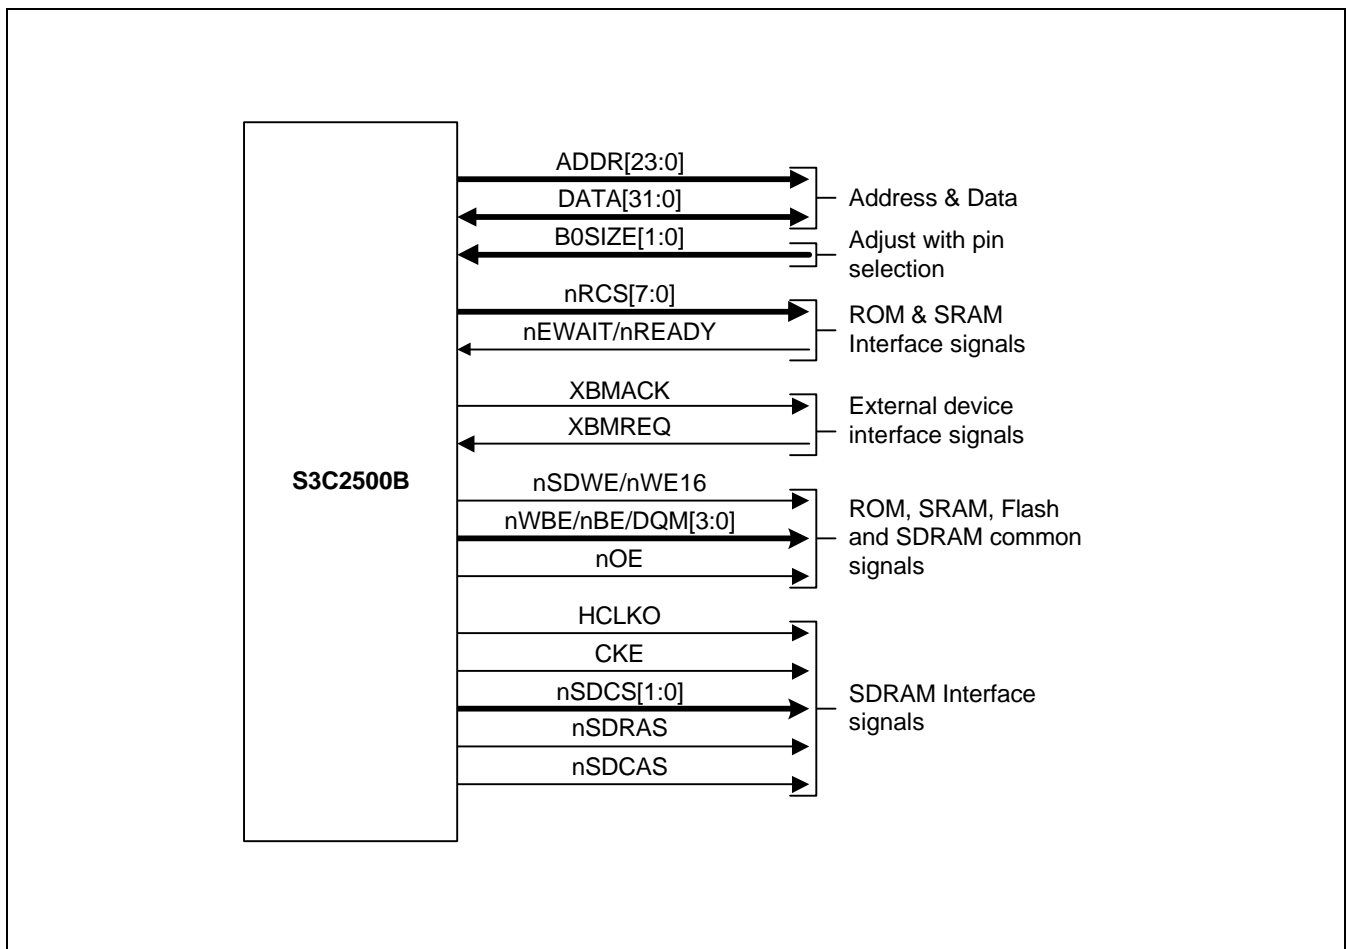 ADDR[23:0]
DATA[31:0]
Address & Data
B0SIZE[1:0]
Adjust with pin
selection
nRCS[7:0]
nEWAIT/nREADY
ROM & SRAM
Interface signals
XBMACK
XBMREQ
External device
interface signals
S3C2500B
nSDWE/nWE16
nWBE/nBE/DQM[3:0]
nOE
ROM, SRAM, Flash
and SDRAM common
signals
HCLKO
CKE
nSDCS[1:0]
nSDRAS
nSDCAS
SDRAM Interface
signals